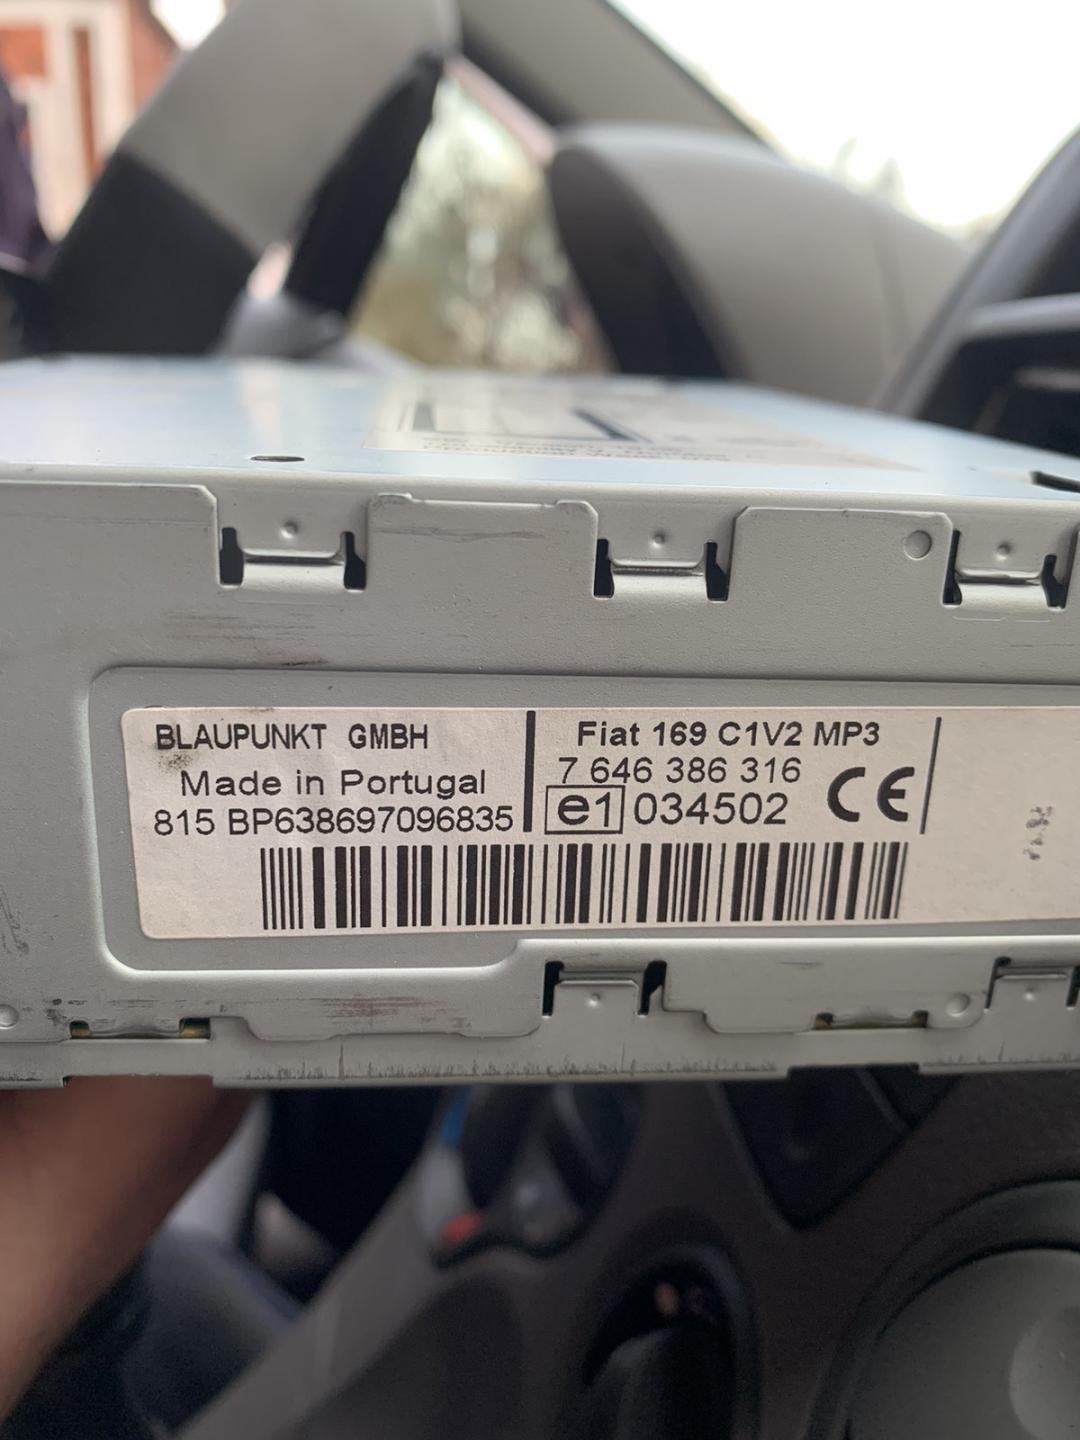 BLAUPUNKT GMBH
Made in Portugal
815 BP638697096835
Fiat 169 C1V2 MP3
7 646 386 316
e1 034502
CE